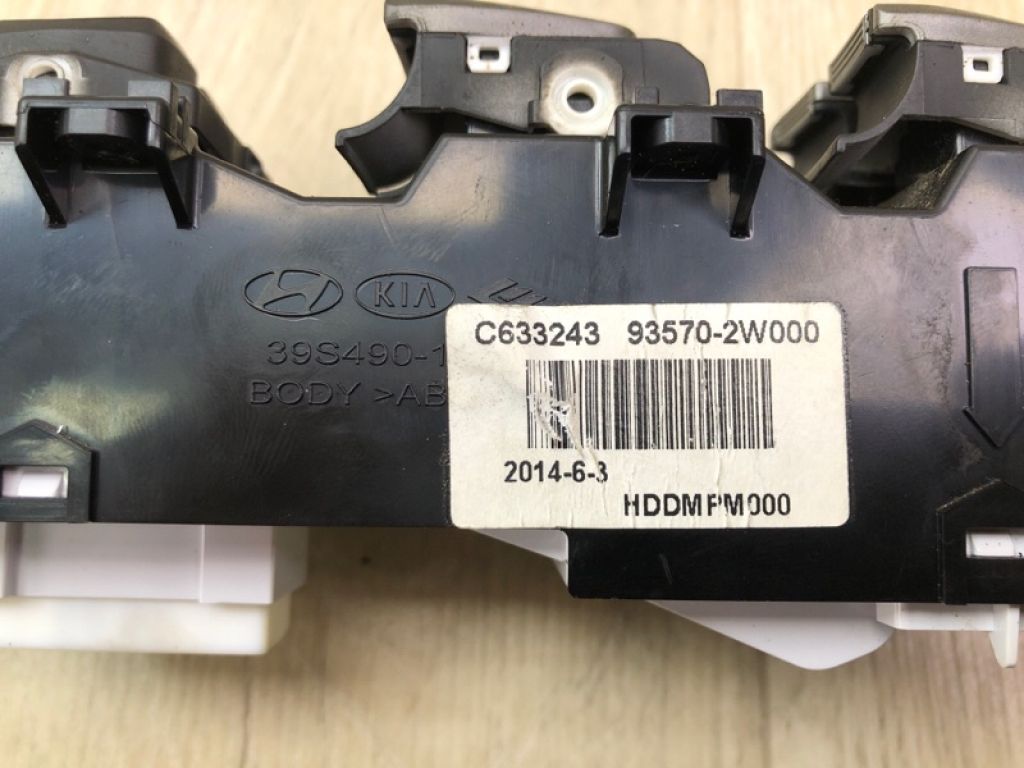 KIA
C633243 93570-2W000
39S490-1
BODY >AB
2014-6-3
HDDMPM000